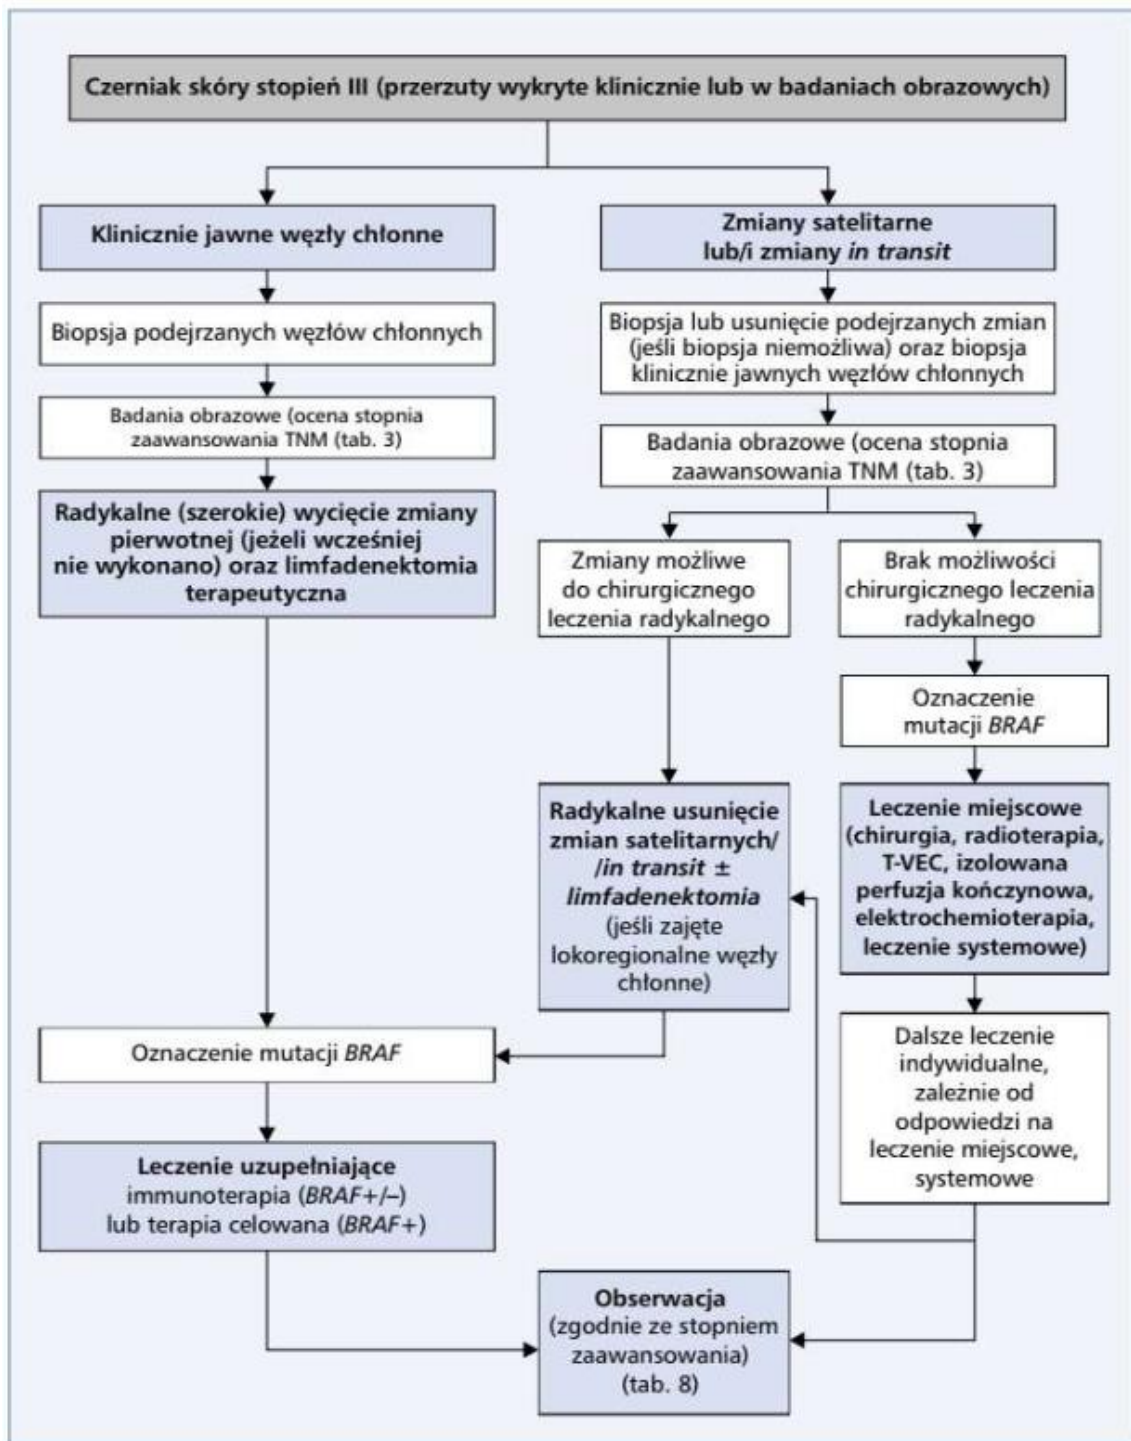 Czerniak skóry stopień III (przerzuty wykryte klinicznie lub w badaniach obrazowych)
Klinicznie jawne węzły chłonne
Biopsja podejrzanych węzłów chłonnych
Badania obrazowe (ocena stopnia
zaawansowania TNM (tab. 3)
Radykalne (szerokie) wycięcie zmiany
pierwotnej (jeżeli wcześniej
nie wykonano) oraz limfadenektomia
terapeutyczna
Zmiany satelitarne
lub/i zmiany in transit
Biopsja lub usunięcie podejrzanych zmian
(jeśli biopsja niemożliwa) oraz biopsja
klinicznie jawnych węzłów chłonnych
Badania obrazowe (ocena stopnia
zaawansowania TNM (tab. 3)
Zmiany możliwe
do chirurgicznego
leczenia radykalnego
Brak możliwości
chirurgicznego leczenia
radykalnego
Oznaczenie
mutacji BRAF
Radykalne usunięcie
zmian satelitarnych/
/in transit ±
limfadenektomia
(jeśli zajęte
lokoregionalne węzły
chłonne)
Leczenie miejscowe
(chirurgia, radioterapia,
T-VEC, izolowana
perfuzja kończynowa,
elektrochemioterapia,
leczenie systemowe)
Oznaczenie mutacji BRAF
Dalsze leczenie
indywidualne,
zależnie od
odpowiedzi na
leczenie miejscowe,
systemowe
Leczenie uzupełniające
immunoterapia (BRAF+/–)
lub terapia celowana (BRAF+)
Obserwacja
(zgodnie ze stopniem
zaawansowania)
(tab. 8)